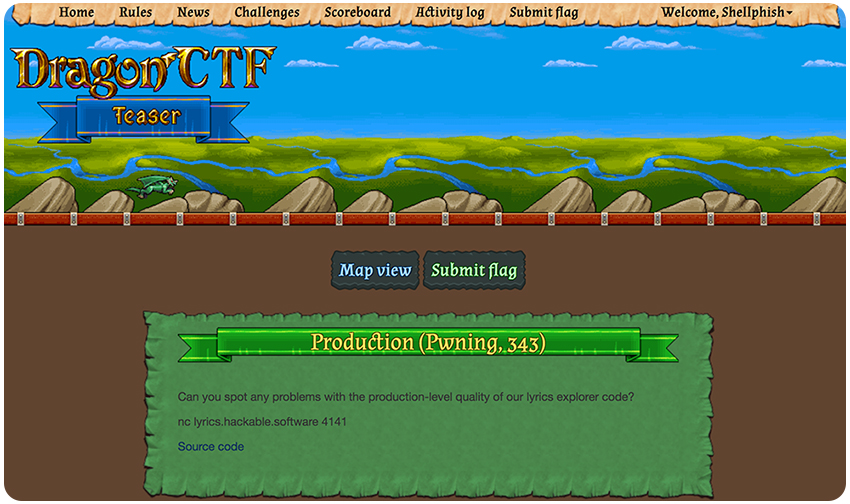 Home Rules News Challenges Scoreboard Activity log Submit flag Welcome, Shellphish
Dragon CTF
Teaser
Map view Submit flag
Production (Pwning, 343)
Can you spot any problems with the production-level quality of our lyrics explorer code?
nc lyrics.hackable.software 4141
Source code